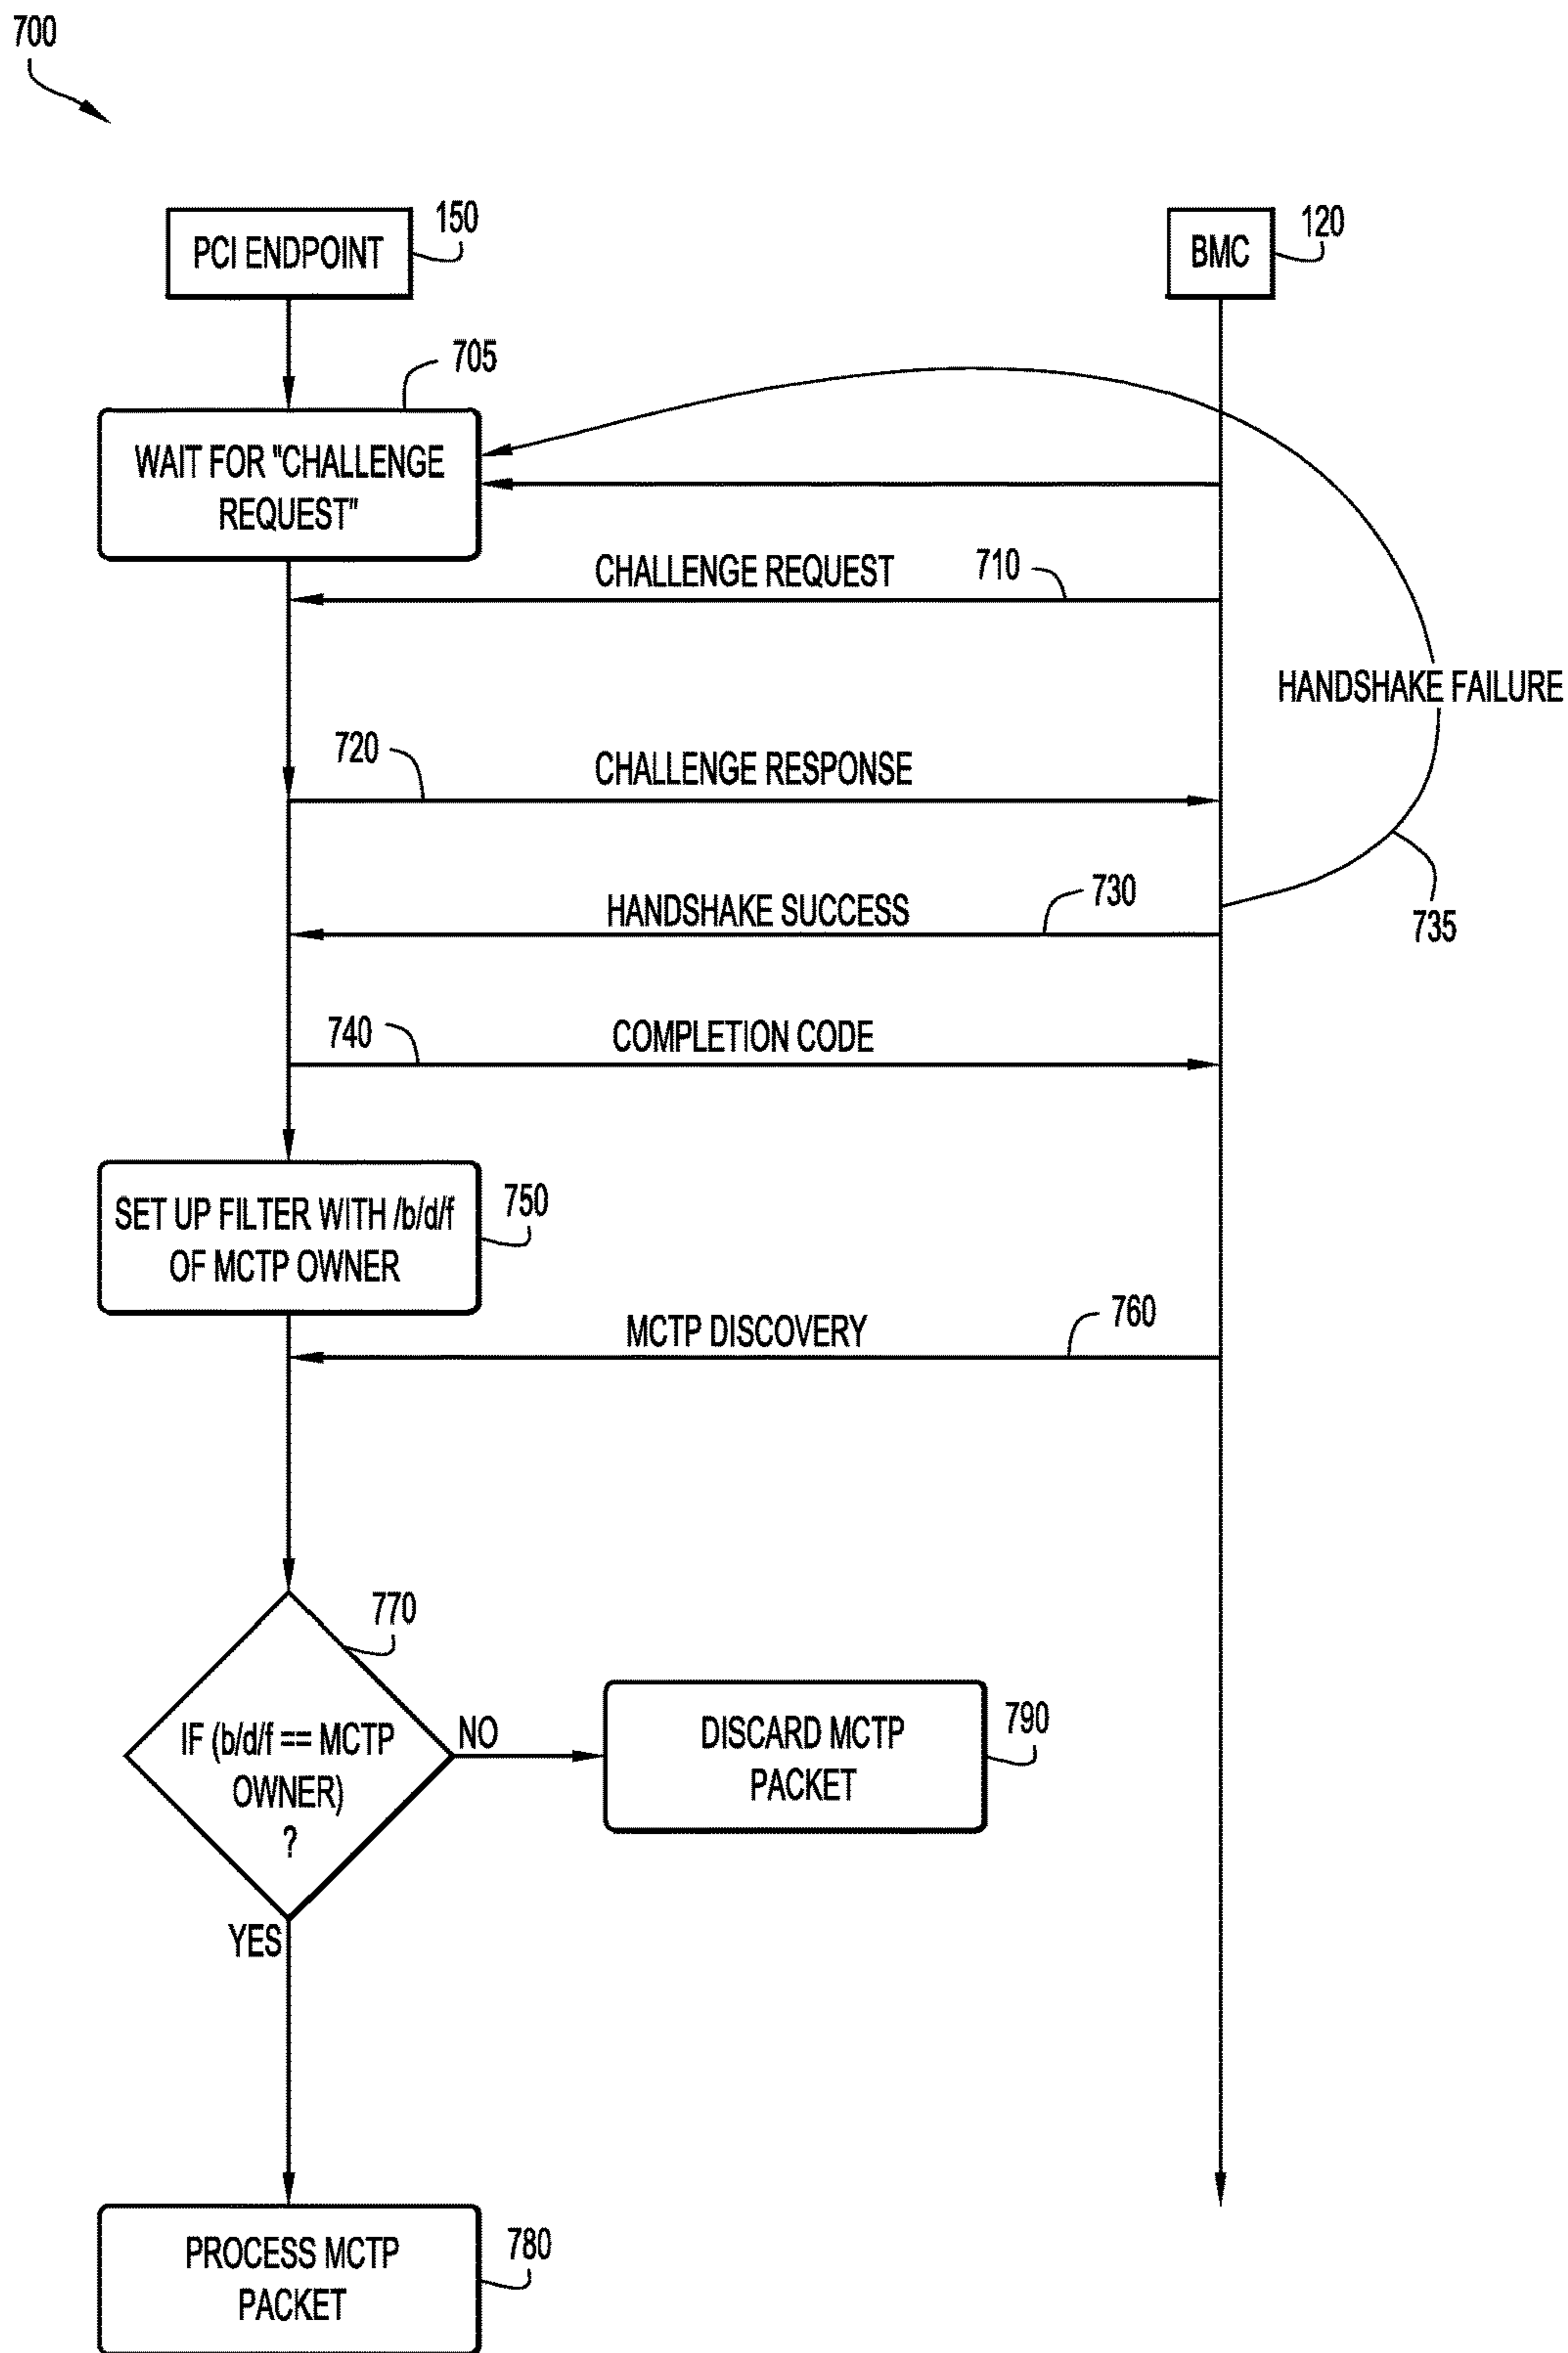 700
PCI ENDPOINT
150
BMC
120
705
WAIT FOR "CHALLENGE
REQUEST"
CHALLENGE REQUEST
710
HANDSHAKE FAILURE
720
CHALLENGE RESPONSE
730
HANDSHAKE SUCCESS
735
740
COMPLETION CODE
SET UP FILTER WITH /b/d/f
OF MCTP OWNER
750
MCTP DISCOVERY
760
770
IF (b/d/f == MCTP
OWNER)
?
NO
DISCARD MCTP
PACKET
790
YES
PROCESS MCTP
PACKET
780